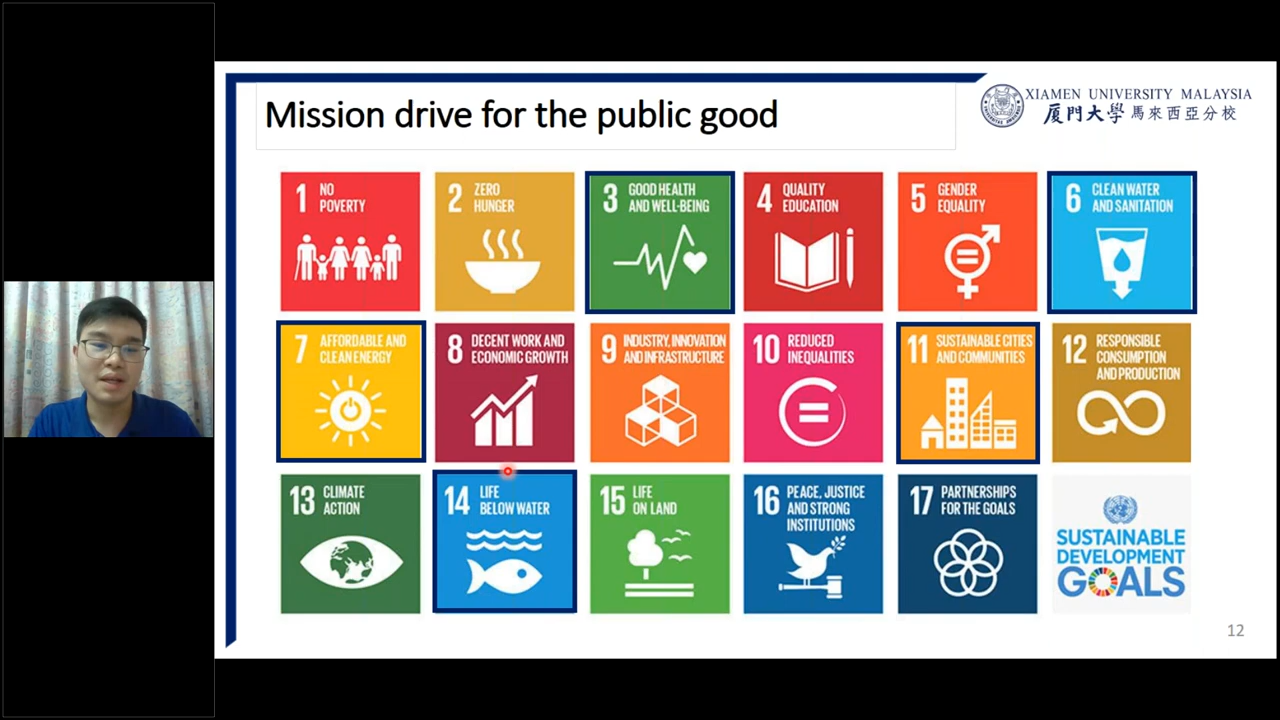 Mission drive for the public good
XIAMEN UNIVERSITY MALAYSIA
厦門大學 馬來西亞分校
1 NO
POVERTY
2 ZERO
HUNGER
3 GOOD HEALTH
AND WELL-BEING
4 QUALITY
EDUCATION
5 GENDER
EQUALITY
6 CLEAN WATER
AND SANITATION
7 AFFORDABLE AND
CLEAN ENERGY
8 DECENT WORK AND
ECONOMIC GROWTH
9 INDUSTRY, INNOVATION
AND INFRASTRUCTURE
10 REDUCED
INEQUALITIES
11 SUSTAINABLE CITIES
AND COMMUNITIES
12 RESPONSIBLE
CONSUMPTION
AND PRODUCTION
13 CLIMATE
ACTION
14 LIFE
BELOW WATER
15 LIFE
ON LAND
16 PEACE, JUSTICE
AND STRONG
INSTITUTIONS
17 PARTNERSHIPS
FOR THE GOALS
SUSTAINABLE
DEVELOPMENT
GOALS
12